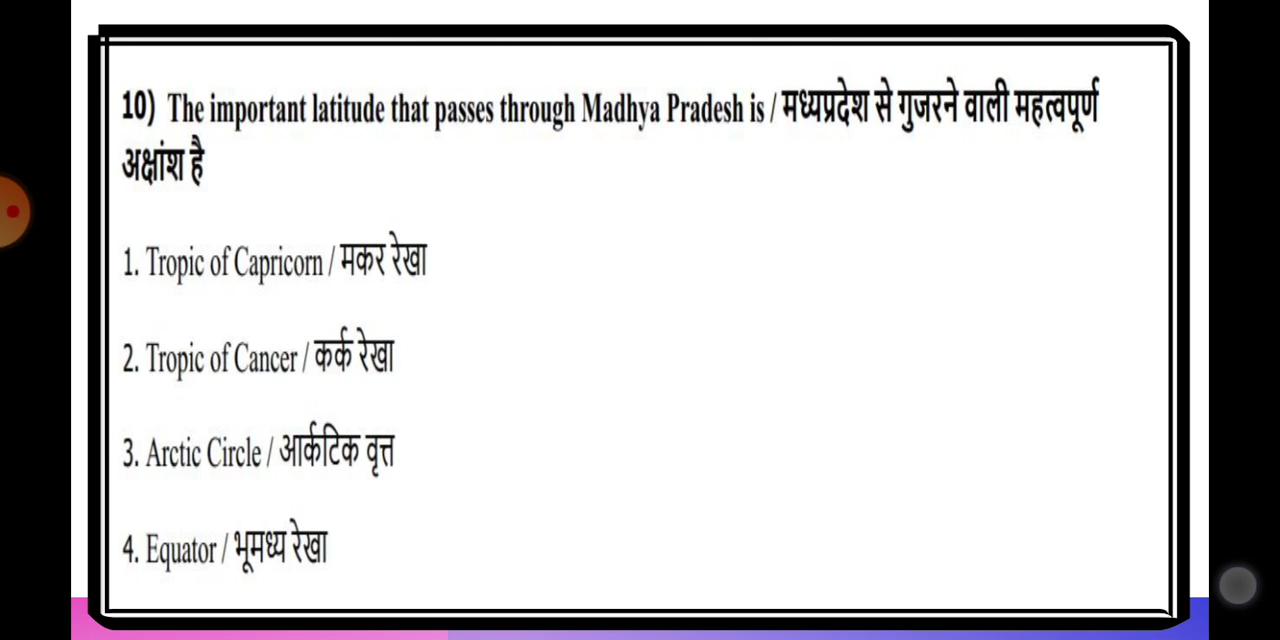 10) The important latitude that passes through Madhya Pradesh is / मध्यप्रदेश से गुजरने वाली महत्वपूर्ण
अक्षांश है
1. Tropic of Capricorn / मकर रेखा
2. Tropic of Cancer / कर्क रेखा
3. Arctic Circle / आर्कटिक वृत्त
4. Equator / भूमध्य रेखा